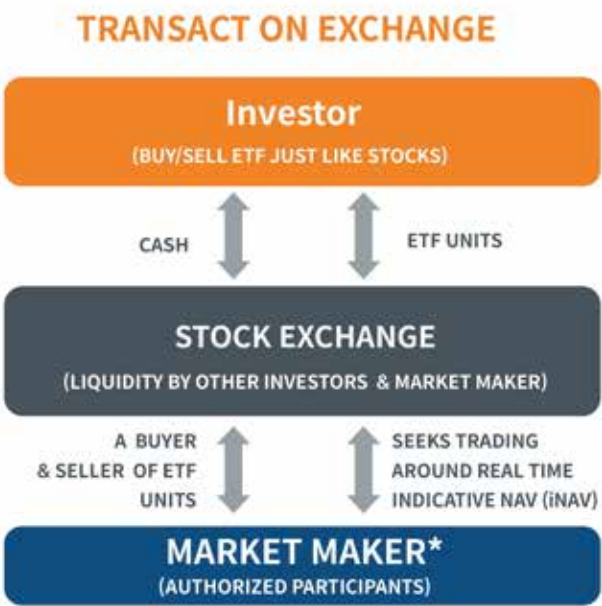 TRANSACT ON EXCHANGE
Investor
(BUY/SELL ETF JUST LIKE STOCKS)
CASH
ETF UNITS
STOCK EXCHANGE
(LIQUIDITY BY OTHER INVESTORS & MARKET MAKER)
A BUYER
& SELLER OF ETF
UNITS
SEEKS TRADING
AROUND REAL TIME
INDICATIVE NAV (iNAV)
MARKET MAKER*
(AUTHORIZED PARTICIPANTS)